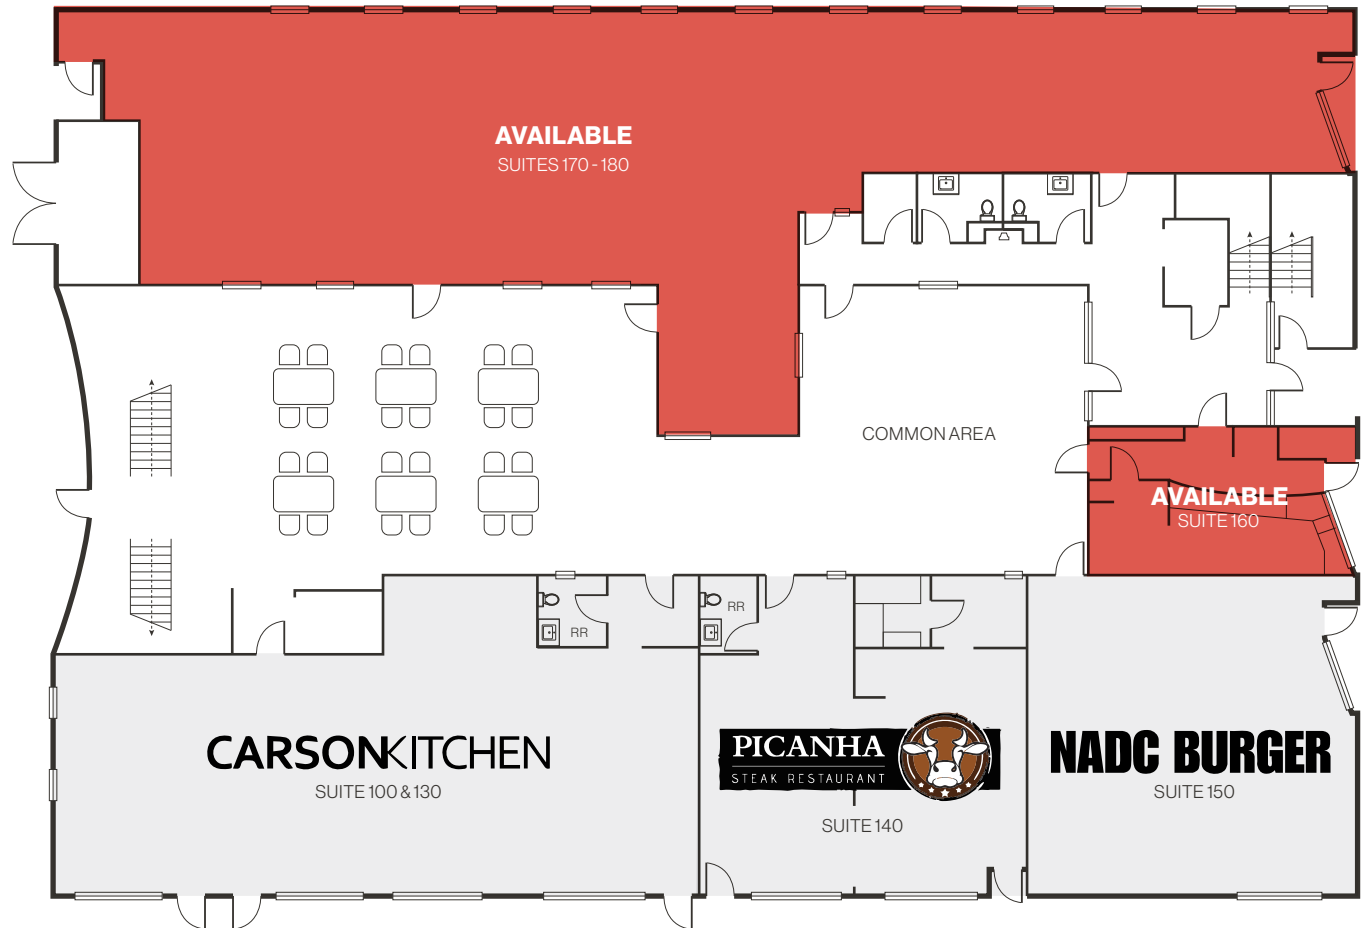 AVAILABLE
SUITES 170 - 180
COMMON AREA
AVAILABLE
SUITE 160
RR
RR
CARSONKITCHEN
SUITE 100 & 130
PICANHA
STEAK RESTAURANT
SUITE 140
NADC BURGER
SUITE 150